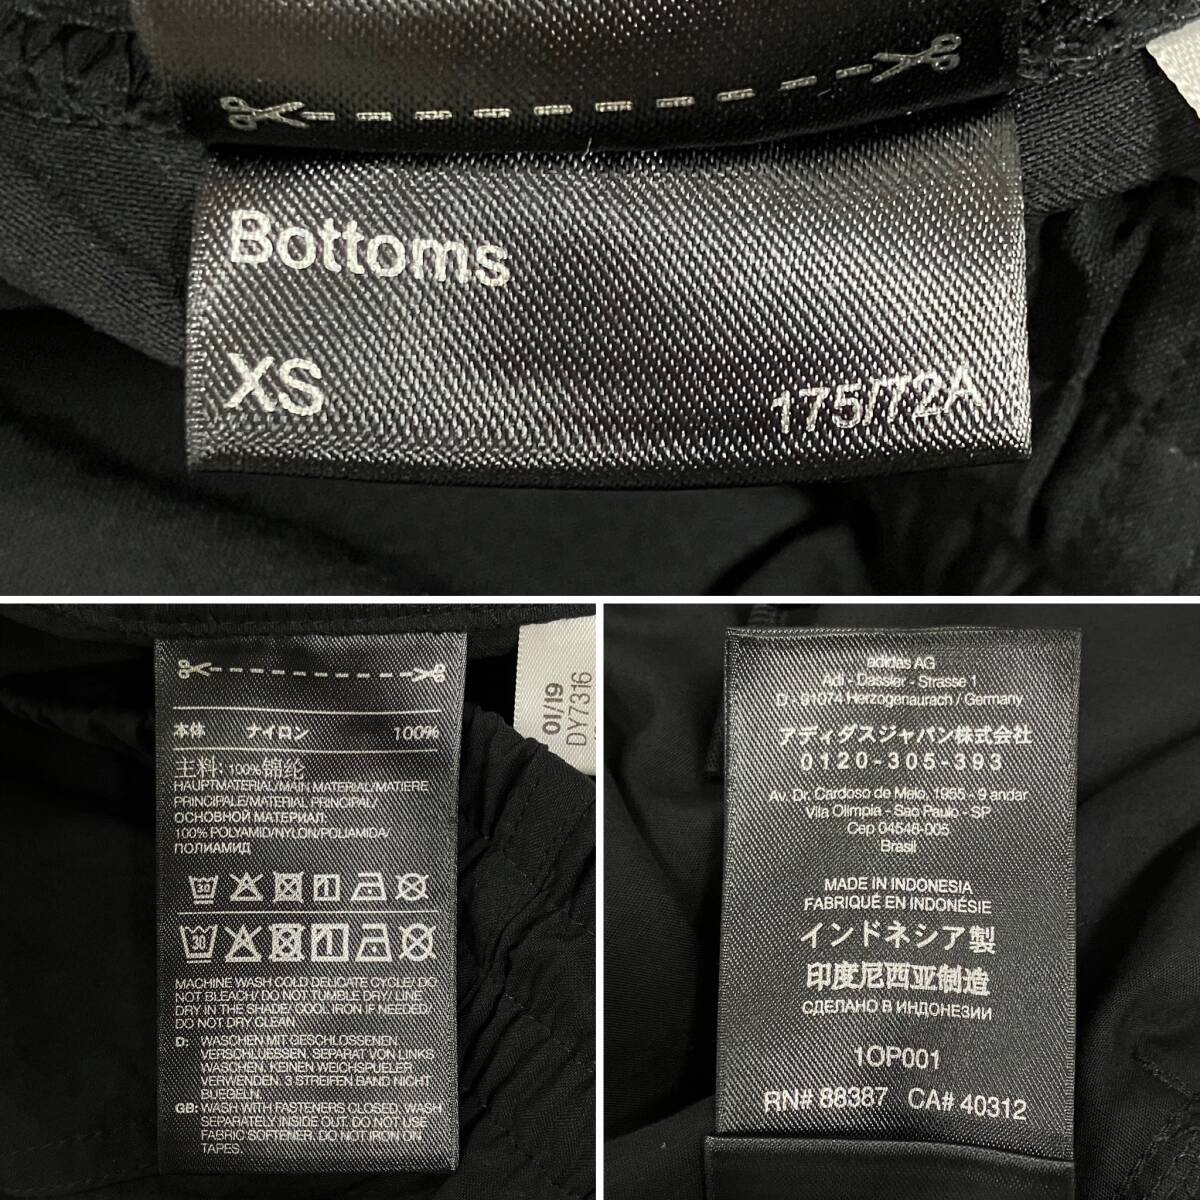 Bottoms
XS
175/72A
本体 ナイロン 100%
主料: 100%锦纶
HAUPTMATERIAL/MAIN MATERIAL/MATIERE
PRINCIPALE/MATERIAL PRINCIPAL/
ОСНОВНОЙ МАТЕРИАЛ:
100% POLYAMID/NYLON/POLIAMIDA/
ПОЛИАМИД
30
30
MACHINE WASH COLD DELICATE CYCLE/ DO
NOT BLEACH/ DO NOT TUMBLE DRY/ LINE
DRY IN THE SHADE/ COOL IRON IF NEEDED/
DO NOT DRY CLEAN
D: WASCHEN MIT GESCHLOSSENEN
VERSCHLUESSEN. SEPARAT VON LINKS
WASCHEN. KEINEN WEICHSPUELER
VERWENDEN. 3 STREIFEN BAND NICHT
BUEGELN.
GB: WASH WITH FASTENERS CLOSED. WASH
SEPARATELY INSIDE OUT. DO NOT USE
FABRIC SOFTENER. DO NOT IRON ON
TAPES.
01/19
DY7316
adidas AG
Adi - Dassler - Strasse 1
D - 91074 Herzogenaurach / Germany
アディダスジャパン株式会社
0120-305-393
Av. Dr. Cardoso de Melo, 1955 - 9 andar
Vila Olimpia - Sao Paulo - SP
Cep 04548-005
Brasil
MADE IN INDONESIA
FABRIQUÉ EN INDONÉSIE
インドネシア製
印度尼西亚制造
СДЕЛАНО В ИНДОНЕЗИИ
1OP001
RN# 88387 CA# 40312